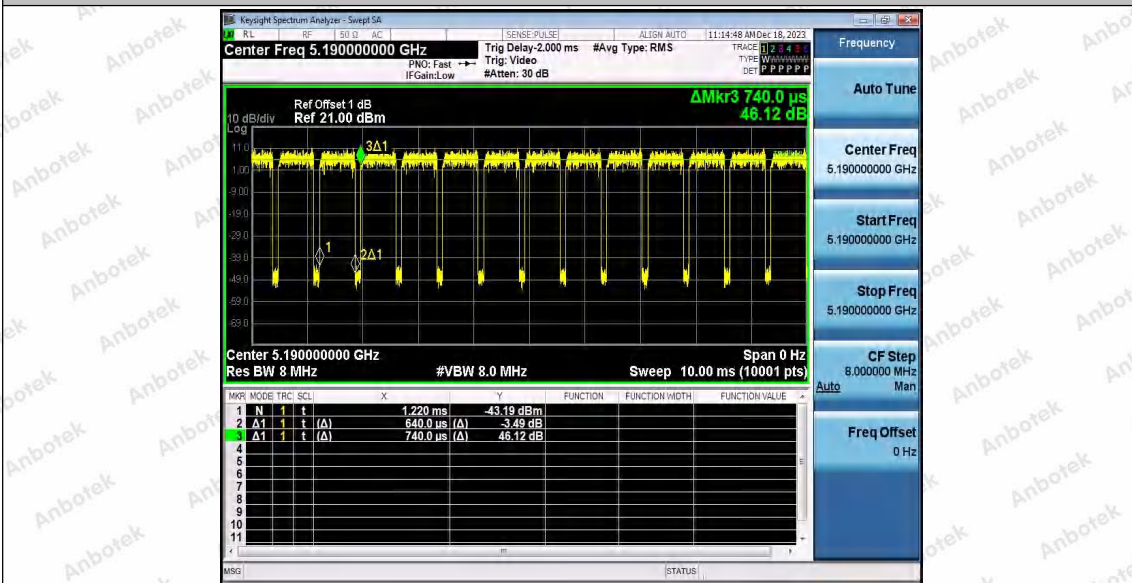 Keysight Spectrum Analyzer - Swept SA
RL RF 50 Ω AC SENSE:PULSE ALIGN AUTO 11:14:48 AM Dec 18, 2023
Center Freq 5.190000000 GHz
PNO: Fast
IFGain:Low
Trig Delay-2.000 ms #Avg Type: RMS
Trig: Video
#Atten: 30 dB
TRACE 1 2 3 4 5 6
TYPE WWWWWW
DET P P P P P P
Frequency
Auto Tune
Center Freq
5.190000000 GHz
Start Freq
5.190000000 GHz
Stop Freq
5.190000000 GHz
CF Step
8.000000 MHz
Auto Man
Freq Offset
0 Hz
ΔMkr3 740.0 µs
46.12 dB
Ref Offset 1 dB
10 dB/div Ref 21.00 dBm
Log
11.0
1.00
-9.00
-19.0
-29.0
-39.0
-49.0
-59.0
-69.0
3Δ1
1
2Δ1
Center 5.190000000 GHz Span 0 Hz
Res BW 8 MHz #VBW 8.0 MHz Sweep 10.00 ms (10001 pts)
MKR MODE TRC SCL X Y FUNCTION FUNCTION WIDTH FUNCTION VALUE
1 N 1 t 1.220 ms -43.19 dBm
2 Δ1 1 t (Δ) 640.0 µs (Δ) -3.49 dB
3 Δ1 1 t (Δ) 740.0 µs (Δ) 46.12 dB
4
5
6
7
8
9
10
11
MSG STATUS
Anbotek